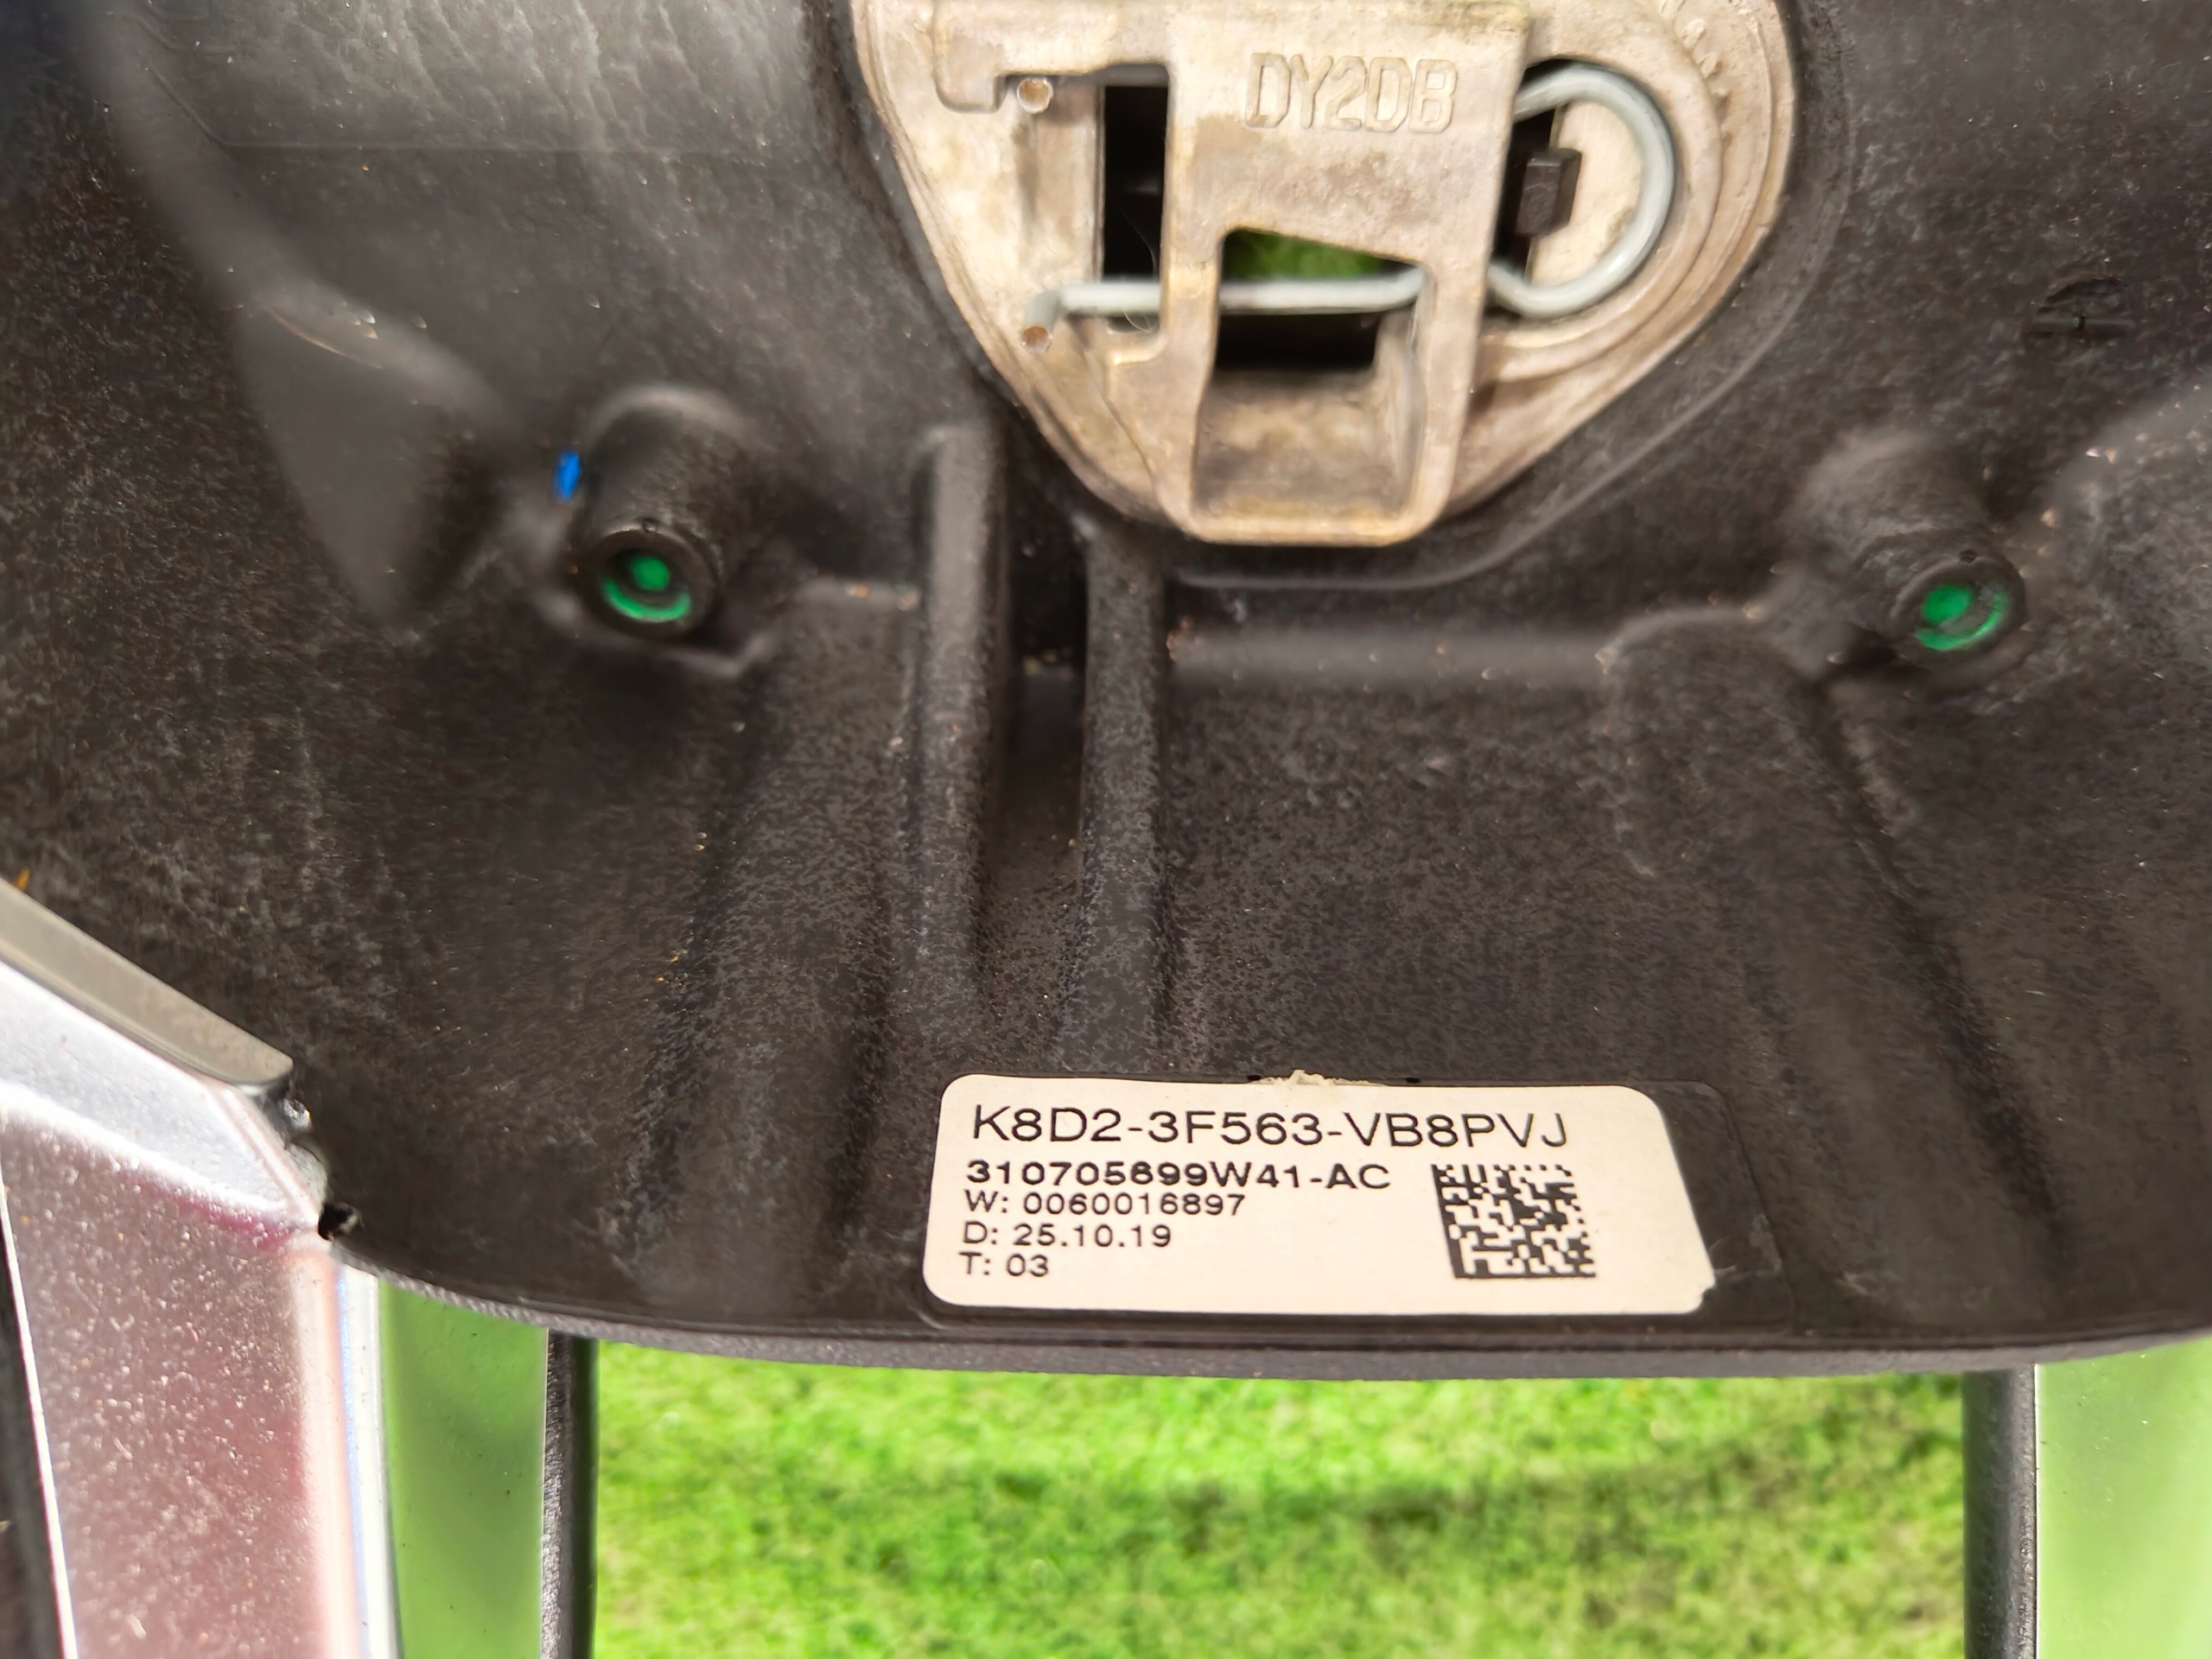 DY2DB
K8D2-3F563-VB8PVJ
310705699W41-AC
W: 0060016897
D: 25.10.19
T: 03